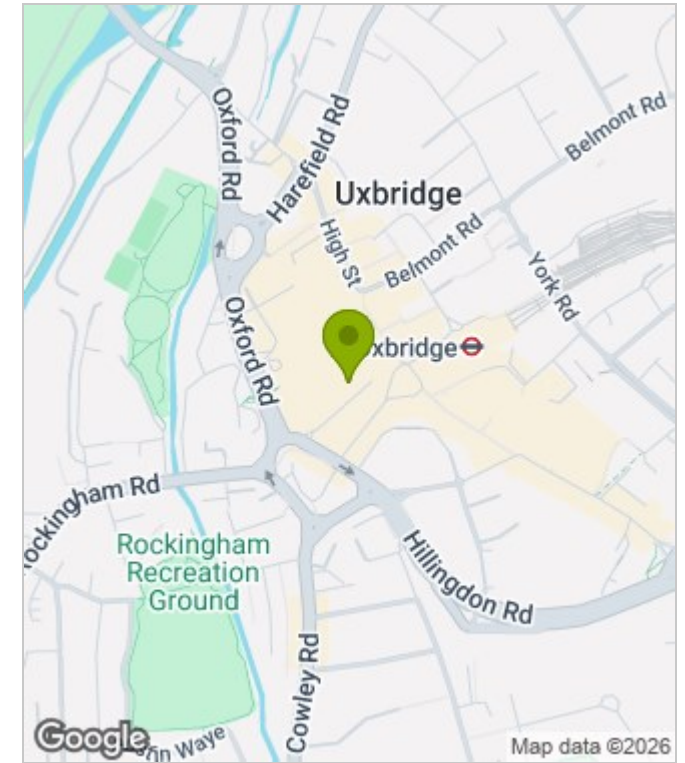 Oxford Rd
Harefield Rd
Belmont Rd
Uxbridge
High St
Belmont Rd
York Rd
Oxford Rd
xbridge
ockingham Rd
Rockingham
Recreation
Ground
Hillingdon Rd
Cowley Rd
Waye
Google
Map data ©2026